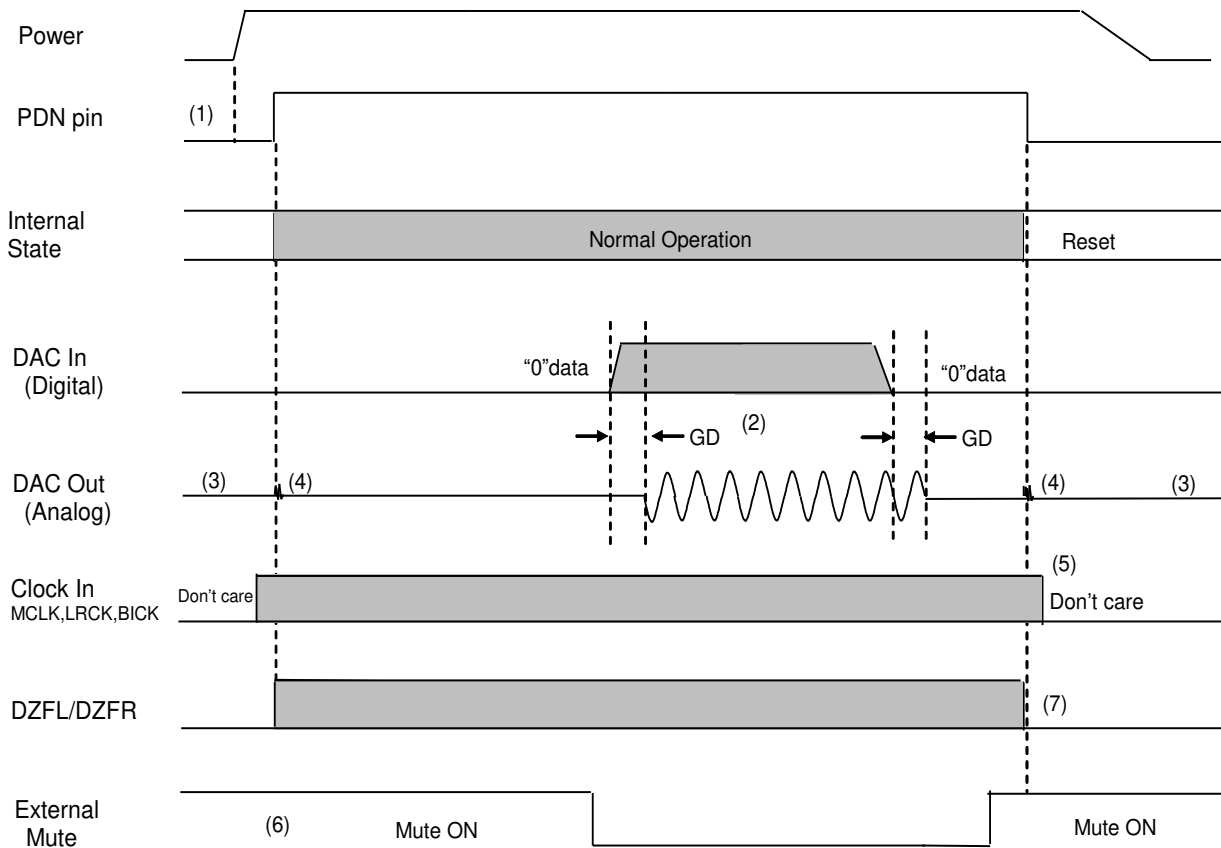 Power
PDN pin
(1)
Internal
State
Normal Operation
Reset
DAC In
(Digital)
“0”data
“0”data
(2)
GD
GD
DAC Out
(Analog)
(3)
(4)
(4)
(3)
Clock In
MCLK,LRCK,BICK
Don’t care
(5)
Don’t care
DZFL/DZFR
(7)
External
Mute
(6)
Mute ON
Mute ON